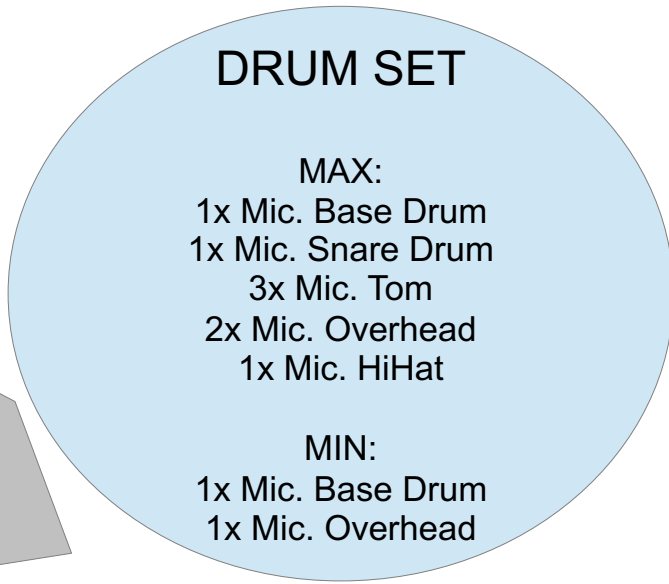 DRUM SET
MAX:
1x Mic. Base Drum
1x Mic. Snare Drum
3x Mic. Tom
2x Mic. Overhead
1x Mic. HiHat
MIN:
1x Mic. Base Drum
1x Mic. Overhead